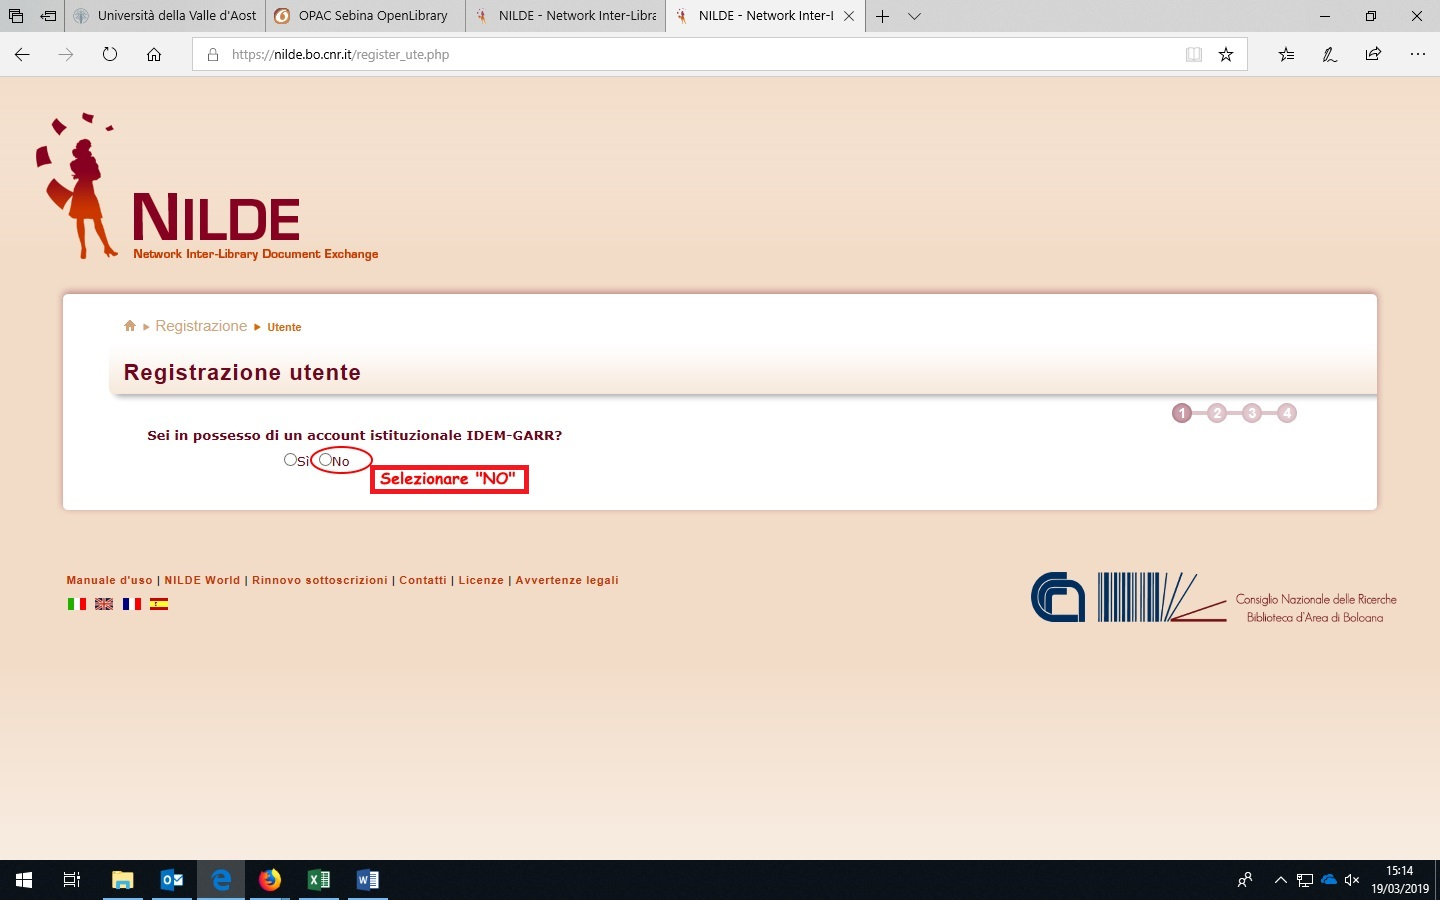 Università della Valle d'Aost
OPAC Sebina OpenLibrary
NILDE - Network Inter-Libra
NILDE - Network Inter-L
https://nilde.bo.cnr.it/register_ute.php
NILDE
Network Inter-Library Document Exchange
Registrazione Utente
Registrazione utente
1 2 3 4
Sei in possesso di un account istituzionale IDEM-GARR?
Sì No
Selezionare "NO"
Manuale d'uso | NILDE World | Rinnovo sottoscrizioni | Contatti | Licenze | Avvertenze legali
Consiglio Nazionale delle Ricerche
Biblioteca d'Area di Bologna
15:14
19/03/2019